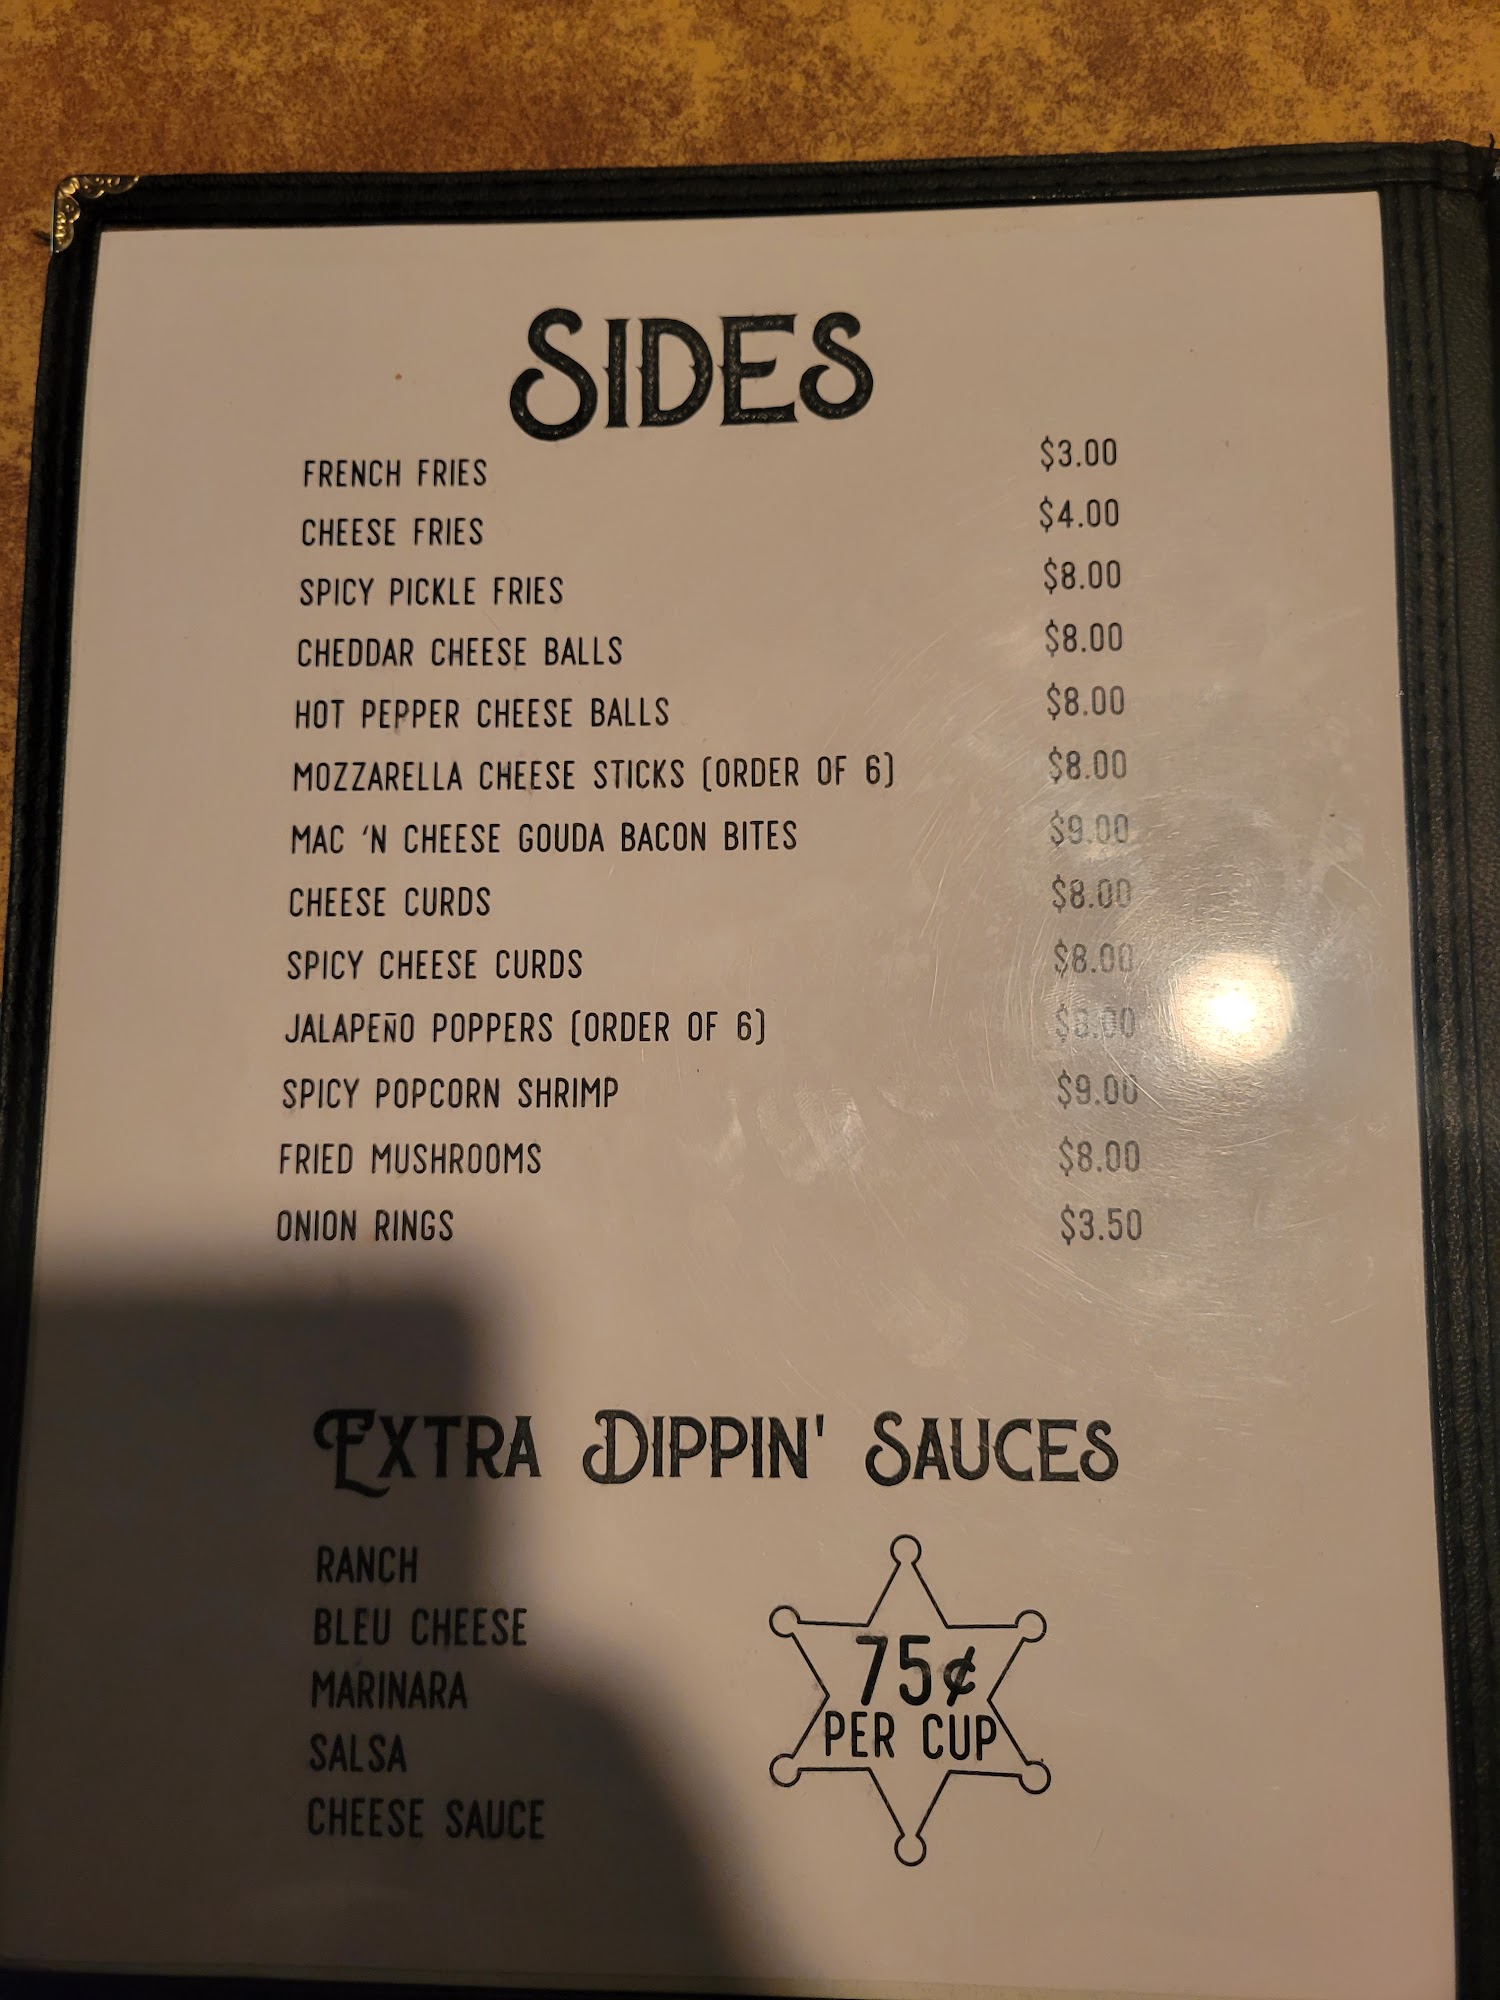 SIDES
FRENCH FRIES $3.00
CHEESE FRIES $4.00
SPICY PICKLE FRIES $8.00
CHEDDAR CHEESE BALLS $8.00
HOT PEPPER CHEESE BALLS $8.00
MOZZARELLA CHEESE STICKS (ORDER OF 6) $8.00
MAC 'N CHEESE GOUDA BACON BITES $9.00
CHEESE CURDS $8.00
SPICY CHEESE CURDS $8.00
JALAPEÑO POPPERS (ORDER OF 6) $8.00
SPICY POPCORN SHRIMP $9.00
FRIED MUSHROOMS $8.00
ONION RINGS $3.50
EXTRA DIPPIN' SAUCES
RANCH
BLEU CHEESE
MARINARA
SALSA
CHEESE SAUCE
75¢
PER CUP